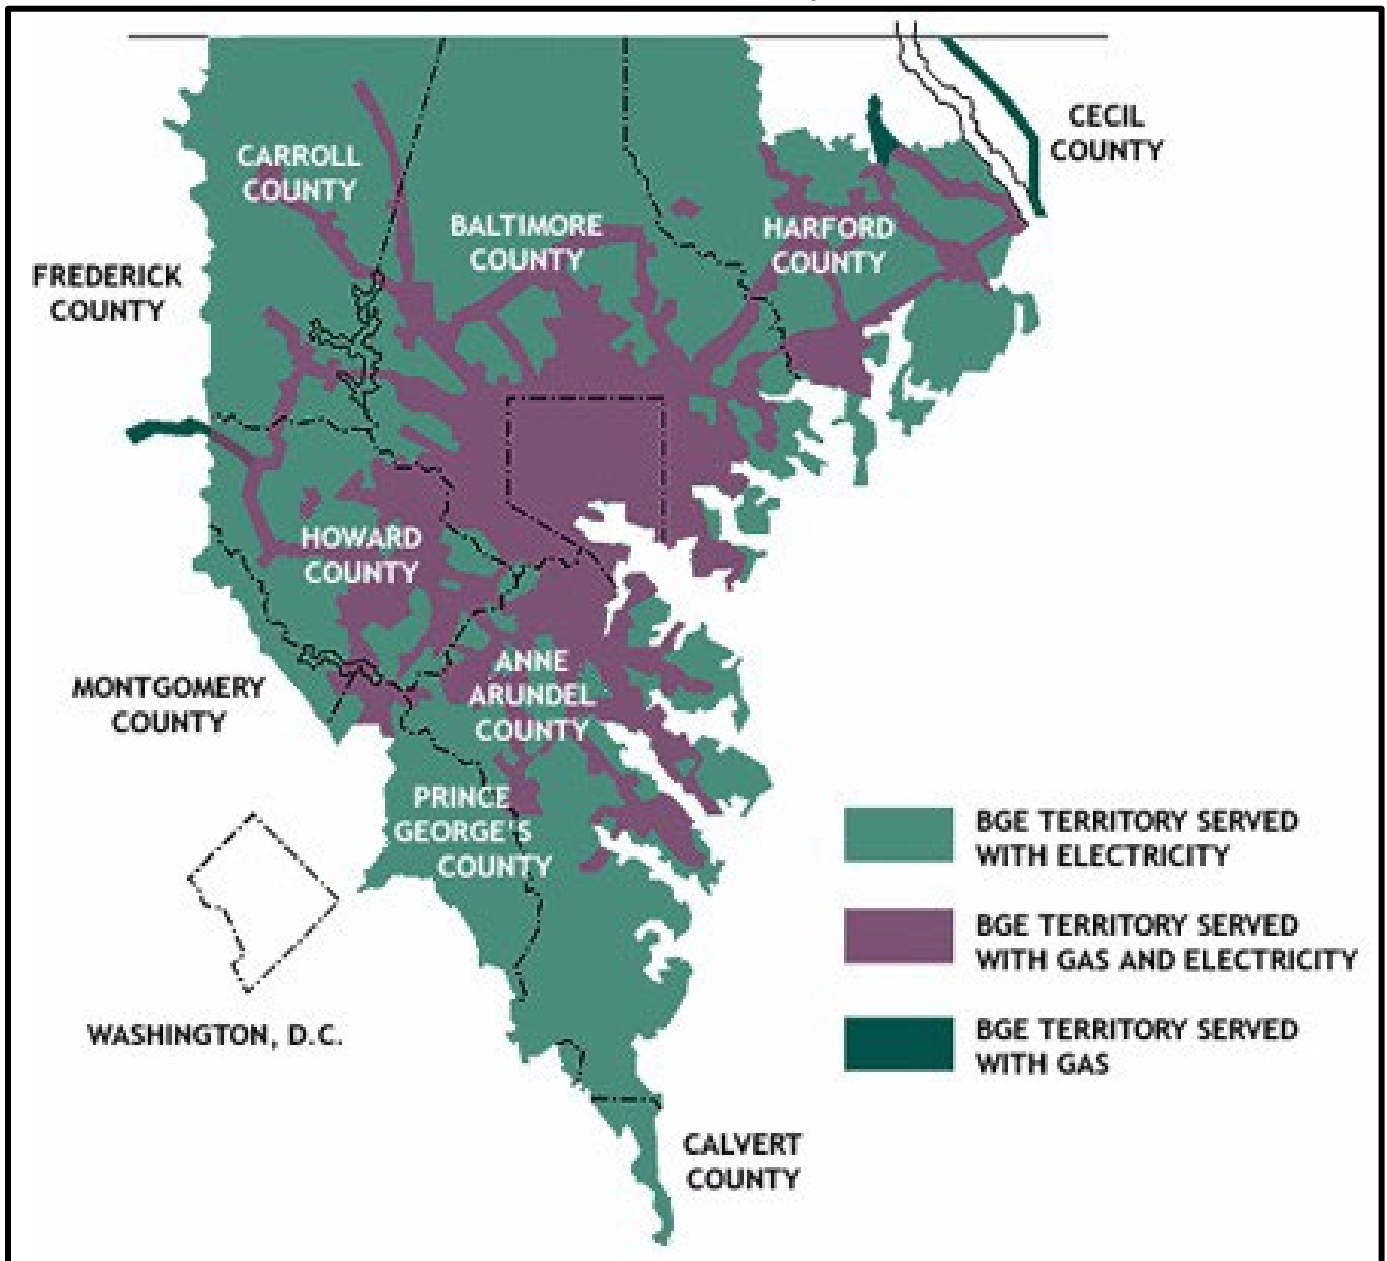 CECIL
COUNTY
CARROLL
COUNTY
BALTIMORE
COUNTY
HARFORD
COUNTY
FREDERICK
COUNTY
HOWARD
COUNTY
ANNE
ARUNDEL
COUNTY
MONTGOMERY
COUNTY
PRINCE
GEORGE'S
COUNTY
BGE TERRITORY SERVED
WITH ELECTRICITY
BGE TERRITORY SERVED
WITH GAS AND ELECTRICITY
BGE TERRITORY SERVED
WITH GAS
WASHINGTON, D.C.
CALVERT
COUNTY